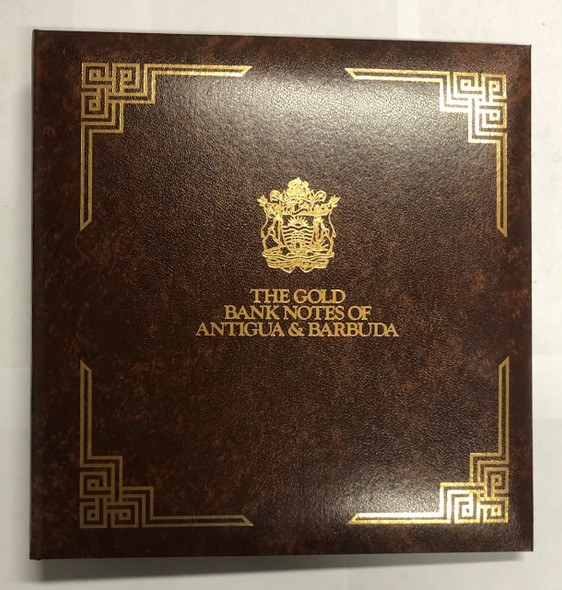 THE GOLD
BANK NOTES OF
ANTIGUA & BARBUDA